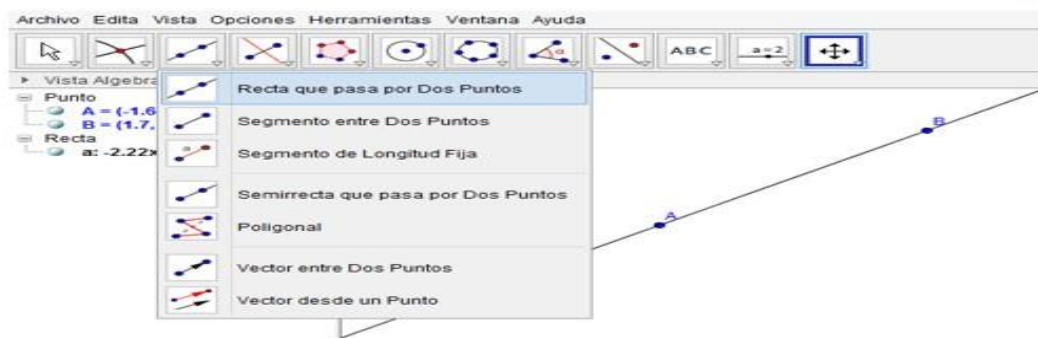 Archivo Edita Vista Opciones Herramientas Ventana Ayuda
ABC
a=2
Vista Algebra
Punto
A = (-1.6
B = (1.7,
Recta
a: -2.22x
Recta que pasa por Dos Puntos
Segmento entre Dos Puntos
Segmento de Longitud Fija
Semirrecta que pasa por Dos Puntos
Poligonal
Vector entre Dos Puntos
Vector desde un Punto
A
B